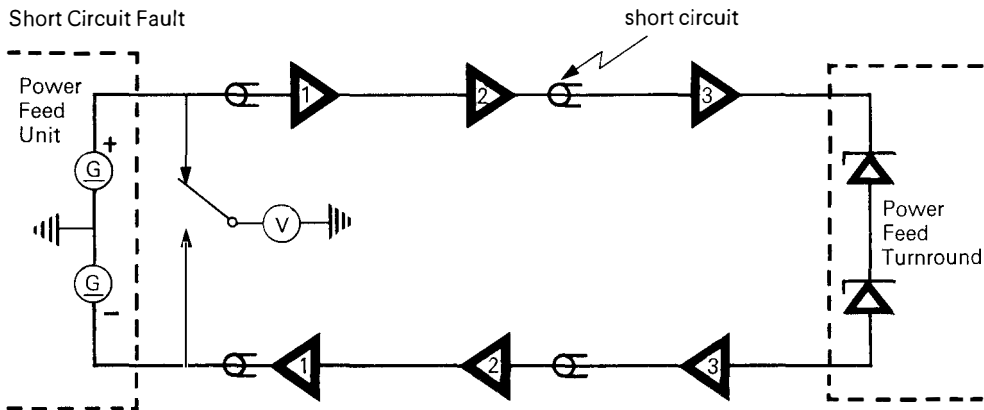 Short Circuit Fault
short circuit
Power
Feed
Unit
+
G
G
−
V
1
2
3
1
2
3
Power
Feed
Turnround